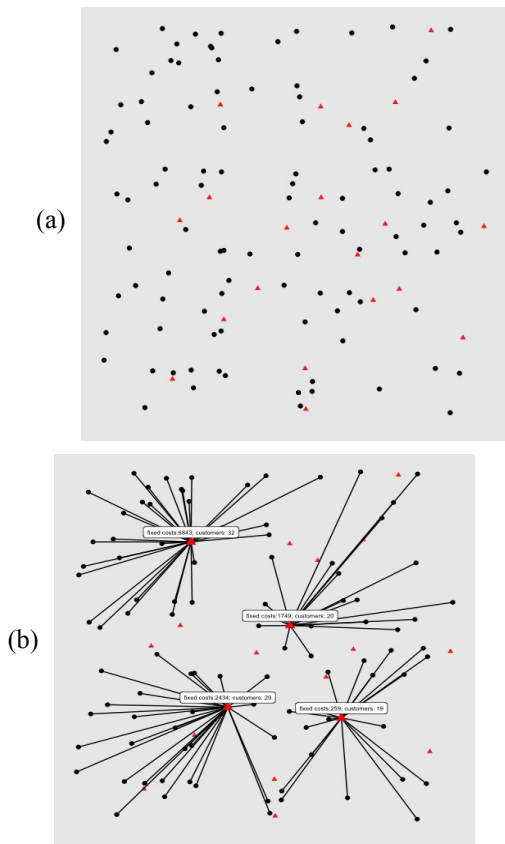 (a)
fixed costs:6843; customers: 32
fixed costs:1749; customers: 20
(b)
fixed costs:2434; customers: 29
fixed costs:259; customers: 19